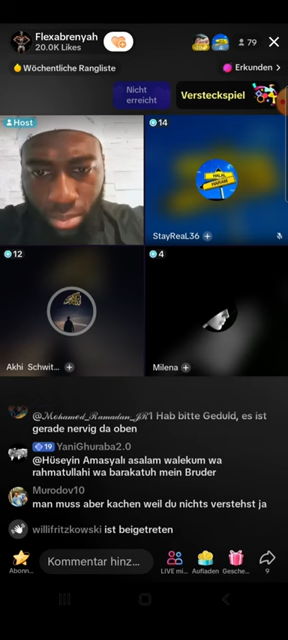 Flexabrenyah
20.0K Likes
79
Wöchentliche Rangliste
Erkunden >
Nicht
erreicht
Versteckspiel
Host
14
StayReaL36 +
12
4
Akhi Schwit... +
Milena +
@Mohamed_Ramadan_JR1 Hab bitte Geduld, es ist
gerade nervig da oben
19 YaniGhuraba2.0
@Hüseyin Amasyalı asalam walekum wa
rahmatullahi wa barakatuh mein Bruder
Murodov10
man muss aber kachen weil du nichts verstehst ja
willifritzkowski ist beigetreten
Abonn...
Kommentar hinz...
LIVE mi...
Aufladen
Gesche...
9